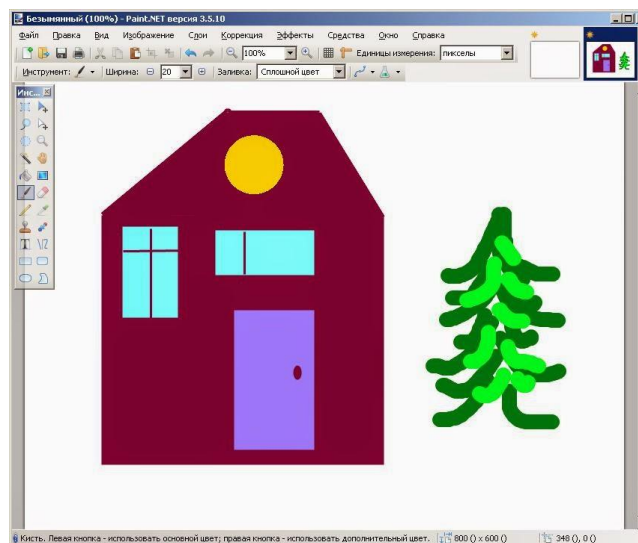 Безымянный (100%) - Paint.NET версия 3.5.10
Файл Правка Вид Изображение Слои Коррекция Эффекты Средства Окно Справка
100% Единицы измерения: пикселы
Инструмент: Ширина: 20 Заливка: Сплошной цвет
Инс...
Кисть. Левая кнопка - использовать основной цвет; правая кнопка - использовать дополнительный цвет. 800 () x 600 () 348 (), 0 ()